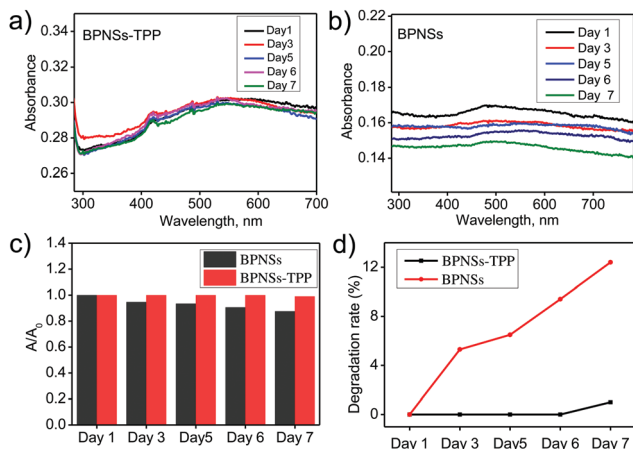 a)
BPNSs-TPP
Day1
Day3
Day5
Day 6
Day 7
0.34
0.32
0.30
0.28
0.26
Absorbance
300 400 500 600 700
Wavelength, nm
b)
BPNSs
Day 1
Day 3
Day 5
Day 6
Day 7
0.22
0.20
0.18
0.16
0.14
0.12
Absorbance
300 400 500 600 700
Wavelength, nm
c)
BPNSs
BPNSs-TPP
1.4
1.2
1.0
0.8
0.6
0.4
0.2
0.0
A/A0
Day 1 Day 3 Day5 Day 6 Day 7
d)
BPNSs-TPP
BPNSs
12
8
4
0
Degradation rate (%)
Day 1 Day 3 Day5 Day 6 Day 7